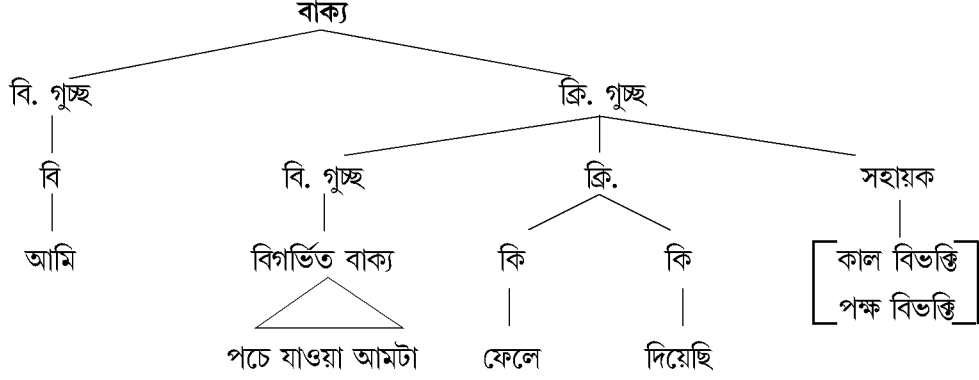 বাক্য
বি. গুচ্ছ ক্রি. গুচ্ছ
বি বি. গুচ্ছ ক্রি. সহায়ক
আমি বিগর্ভিত বাক্য কি কি কাল বিভক্তি
পক্ষ বিভক্তি
পচে যাওয়া আমটা ফেলে দিয়েছি